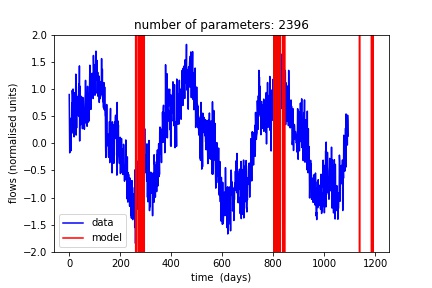 number of parameters: 2396
2.0
1.5
1.0
0.5
0.0
−0.5
−1.0
−1.5
−2.0
flows (normalised units)
data
model
0 200 400 600 800 1000 1200
time (days)